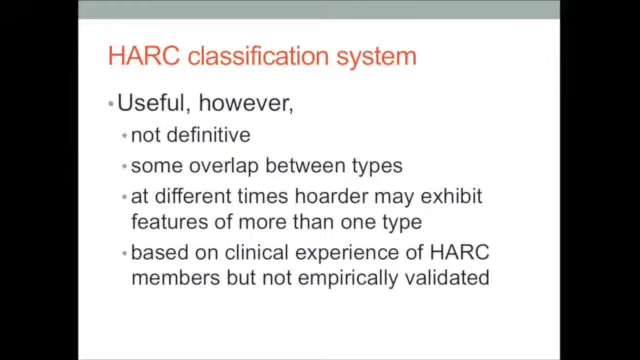 HARC classification system
•Useful, however,
•not definitive
•some overlap between types
•at different times hoarder may exhibit
features of more than one type
•based on clinical experience of HARC
members but not empirically validated